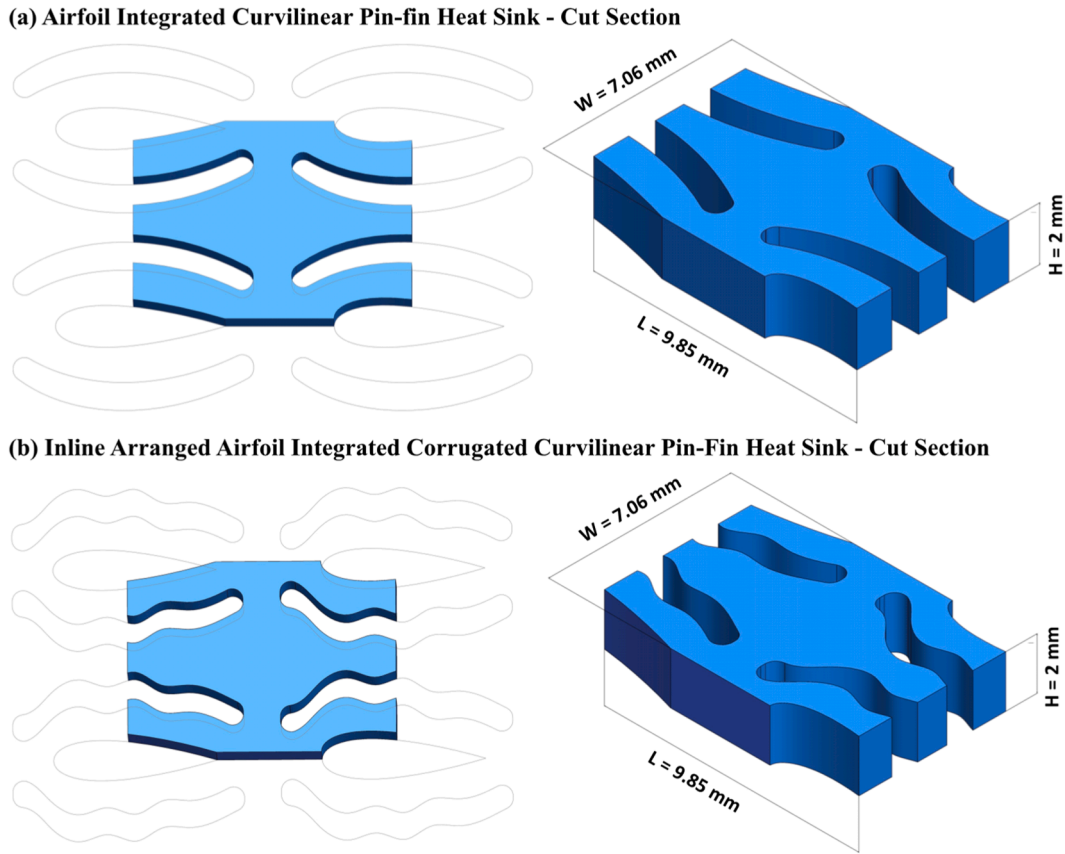 (a) Airfoil Integrated Curvilinear Pin-fin Heat Sink - Cut Section
W = 7.06 mm
H = 2 mm
L = 9.85 mm
(b) Inline Arranged Airfoil Integrated Corrugated Curvilinear Pin-Fin Heat Sink - Cut Section
W = 7.06 mm
H = 2 mm
L = 9.85 mm